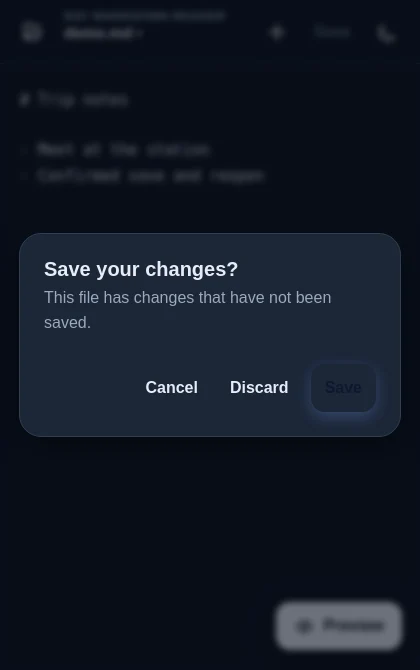 demo.md
# Trip notes
- Meet at the station
- Confirmed save and reopen
Save your changes?
This file has changes that have not been
saved.
Cancel Discard Save
Preview